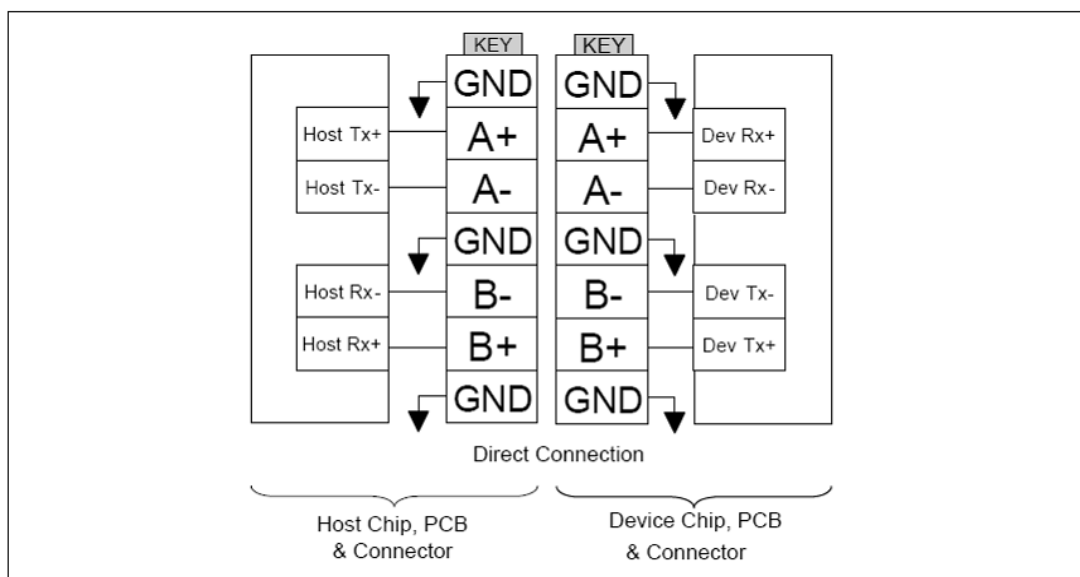 KEY KEY
GND GND
Host Tx+ A+ A+ Dev Rx+
Host Tx- A- A- Dev Rx-
GND GND
Host Rx- B- B- Dev Tx-
Host Rx+ B+ B+ Dev Tx+
GND GND
Direct Connection
Host Chip, PCB
& Connector
Device Chip, PCB
& Connector